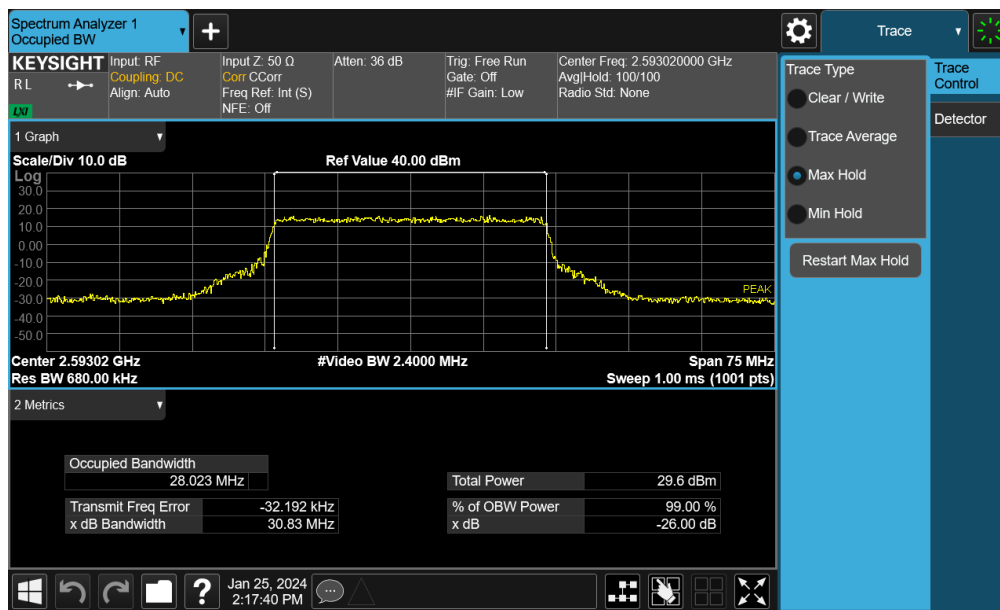 Spectrum Analyzer 1
Occupied BW
Trace
KEYSIGHT
R L
LXI
Input: RF
Coupling: DC
Align: Auto
Input Z: 50 Ω
Corr CCorr
Freq Ref: Int (S)
NFE: Off
Atten: 36 dB
Trig: Free Run
Gate: Off
#IF Gain: Low
Center Freq: 2.593020000 GHz
Avg|Hold: 100/100
Radio Std: None
1 Graph
Scale/Div 10.0 dB
Ref Value 40.00 dBm
Log
30.0
20.0
10.0
0.00
-10.0
-20.0
-30.0
-40.0
-50.0
PEAK
Center 2.59302 GHz
#Video BW 2.4000 MHz
Span 75 MHz
Res BW 680.00 kHz
Sweep 1.00 ms (1001 pts)
2 Metrics
Occupied Bandwidth
28.023 MHz
Transmit Freq Error -32.192 kHz
x dB Bandwidth 30.83 MHz
Total Power 29.6 dBm
% of OBW Power 99.00 %
x dB -26.00 dB
Trace Type
Clear / Write
Trace Average
Max Hold
Min Hold
Restart Max Hold
Trace
Control
Detector
Jan 25, 2024
2:17:40 PM